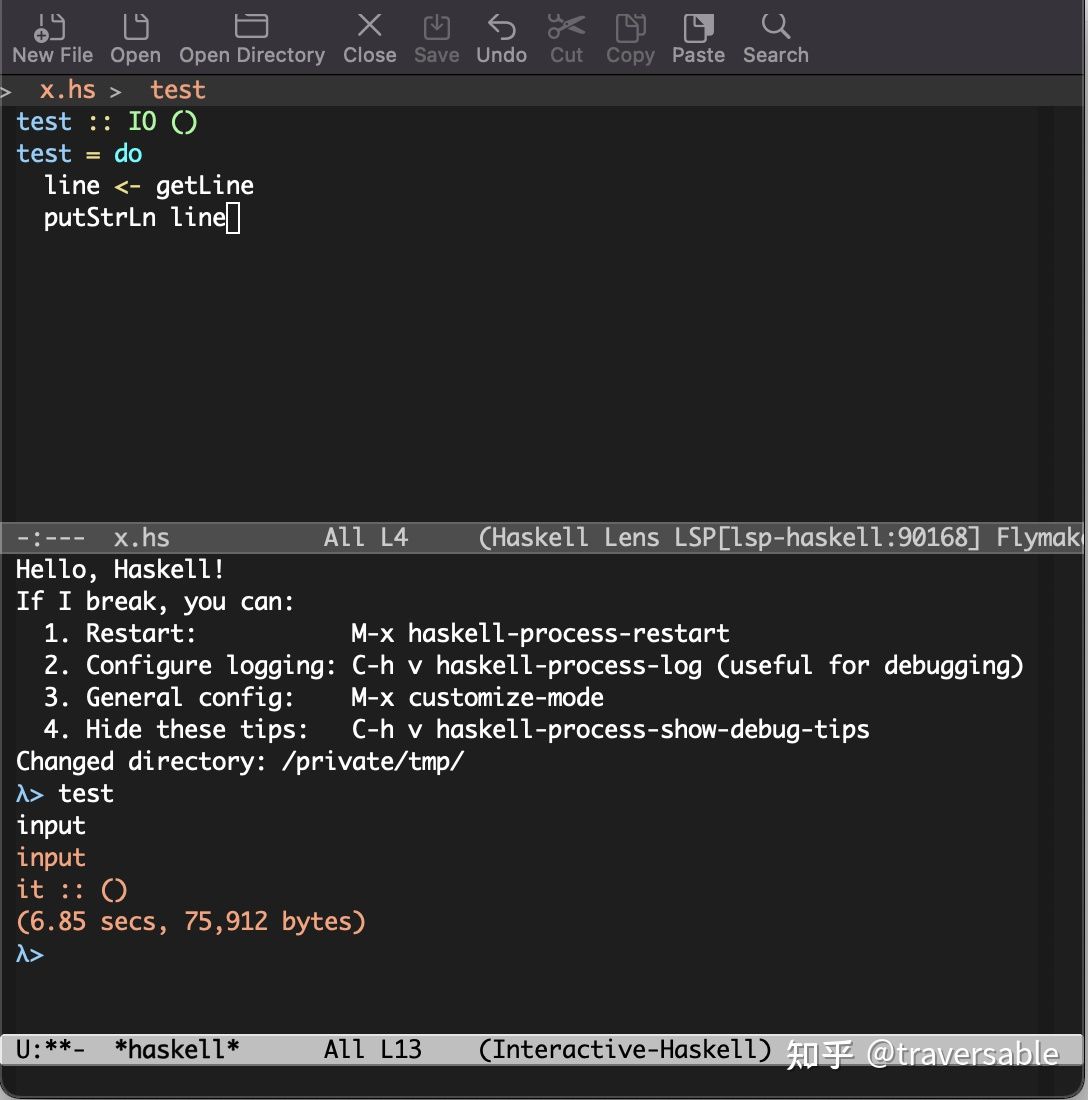 New File Open Open Directory Close Save Undo Cut Copy Paste Search
> x.hs > test
test :: IO ()
test = do
  line <- getLine
  putStrLn line
-:--- x.hs All L4 (Haskell Lens LSP[lsp-haskell:90168] Flymake
Hello, Haskell!
If I break, you can:
  1. Restart:           M-x haskell-process-restart
  2. Configure logging: C-h v haskell-process-log (useful for debugging)
  3. General config:    M-x customize-mode
  4. Hide these tips:   C-h v haskell-process-show-debug-tips
Changed directory: /private/tmp/
λ> test
input
input
it :: ()
(6.85 secs, 75,912 bytes)
λ>
U:**- *haskell* All L13 (Interactive-Haskell)
知乎 @traversable